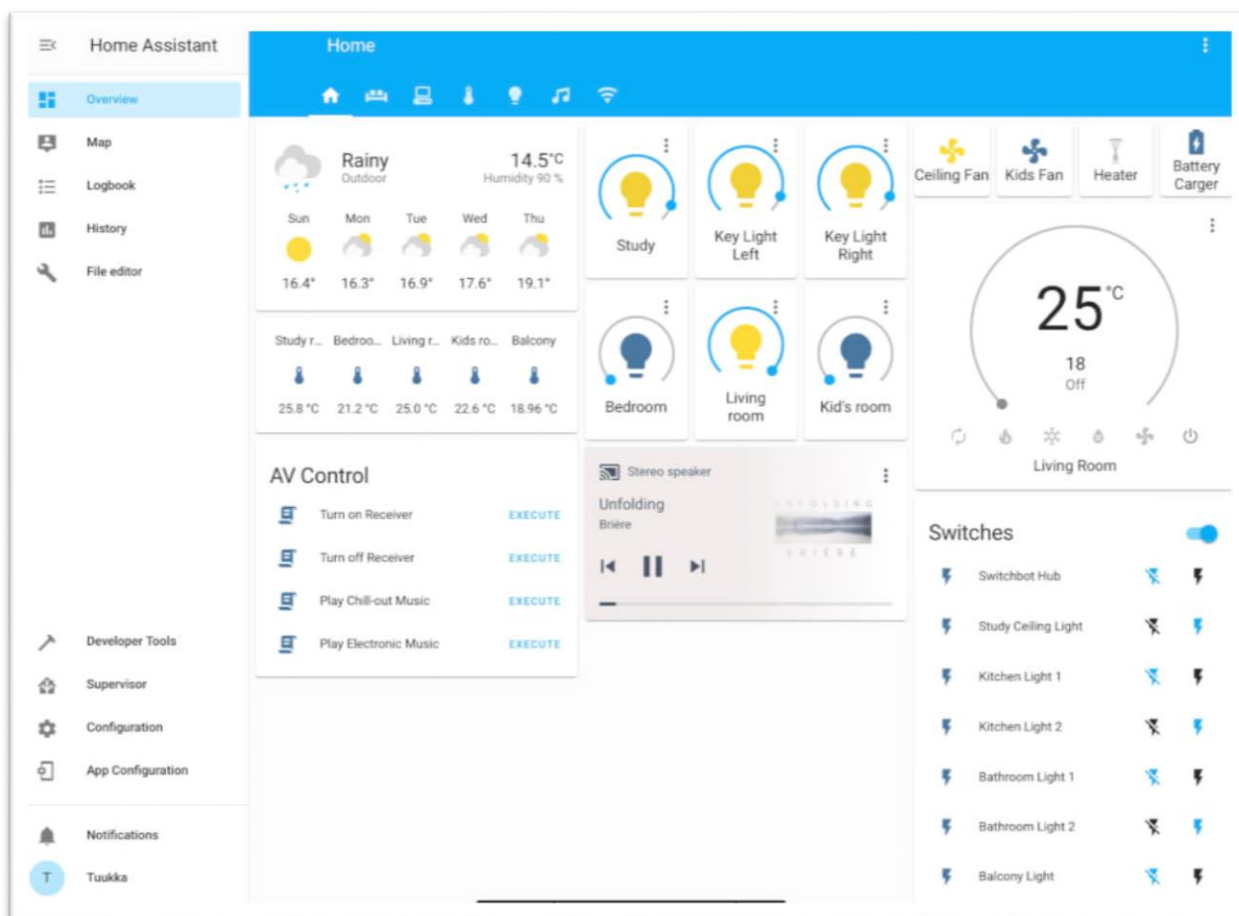 Home Assistant
Overview
Map
Logbook
History
File editor
Developer Tools
Supervisor
Configuration
App Configuration
Notifications
T
Tuukka
Home
Rainy
Outdoor
14.5°C
Humidity 90 %
Sun Mon Tue Wed Thu
16.4° 16.3° 16.9° 17.6° 19.1°
Study r... Bedroo... Living r... Kids ro... Balcony
25.8 °C 21.2 °C 25.0 °C 22.6 °C 18.96 °C
AV Control
Turn on Receiver EXECUTE
Turn off Receiver EXECUTE
Play Chill-out Music EXECUTE
Play Electronic Music EXECUTE
Study
Key Light
Left
Key Light
Right
Bedroom
Living
room
Kid's room
Stereo speaker
Unfolding
Brière
UNFOLDING
BRIÈRE
Ceiling Fan
Kids Fan
Heater
Battery
Carger
25 °C
18
Off
Living Room
Switches
Switchbot Hub
Study Ceiling Light
Kitchen Light 1
Kitchen Light 2
Bathroom Light 1
Bathroom Light 2
Balcony Light